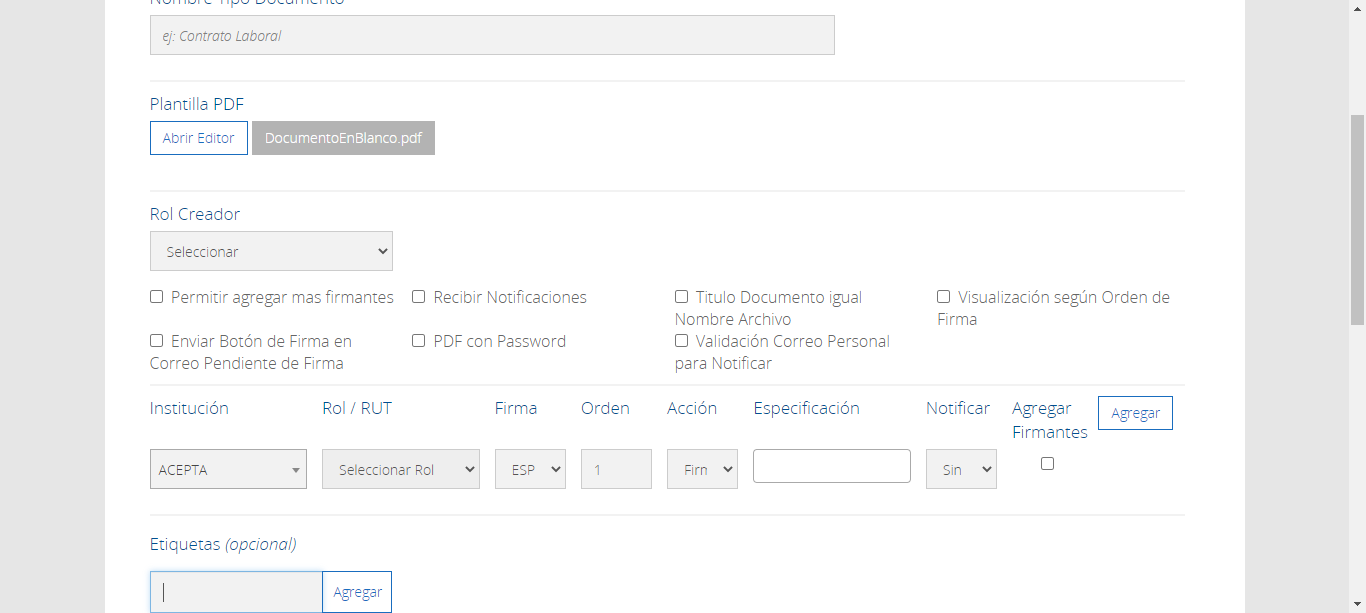 Nombre Tipo Documento
ej: Contrato Laboral
Plantilla PDF
Abrir Editor DocumentoEnBlanco.pdf
Rol Creador
Seleccionar
Permitir agregar mas firmantes Recibir Notificaciones Titulo Documento igual Visualización según Orden de
Nombre Archivo Firma
Enviar Botón de Firma en PDF con Password Validación Correo Personal
Correo Pendiente de Firma para Notificar
Institución Rol / RUT Firma Orden Acción Especificación Notificar Agregar Agregar
Firmantes
ACEPTA Seleccionar Rol ESP 1 Firn Sin
Etiquetas (opcional)
Agregar